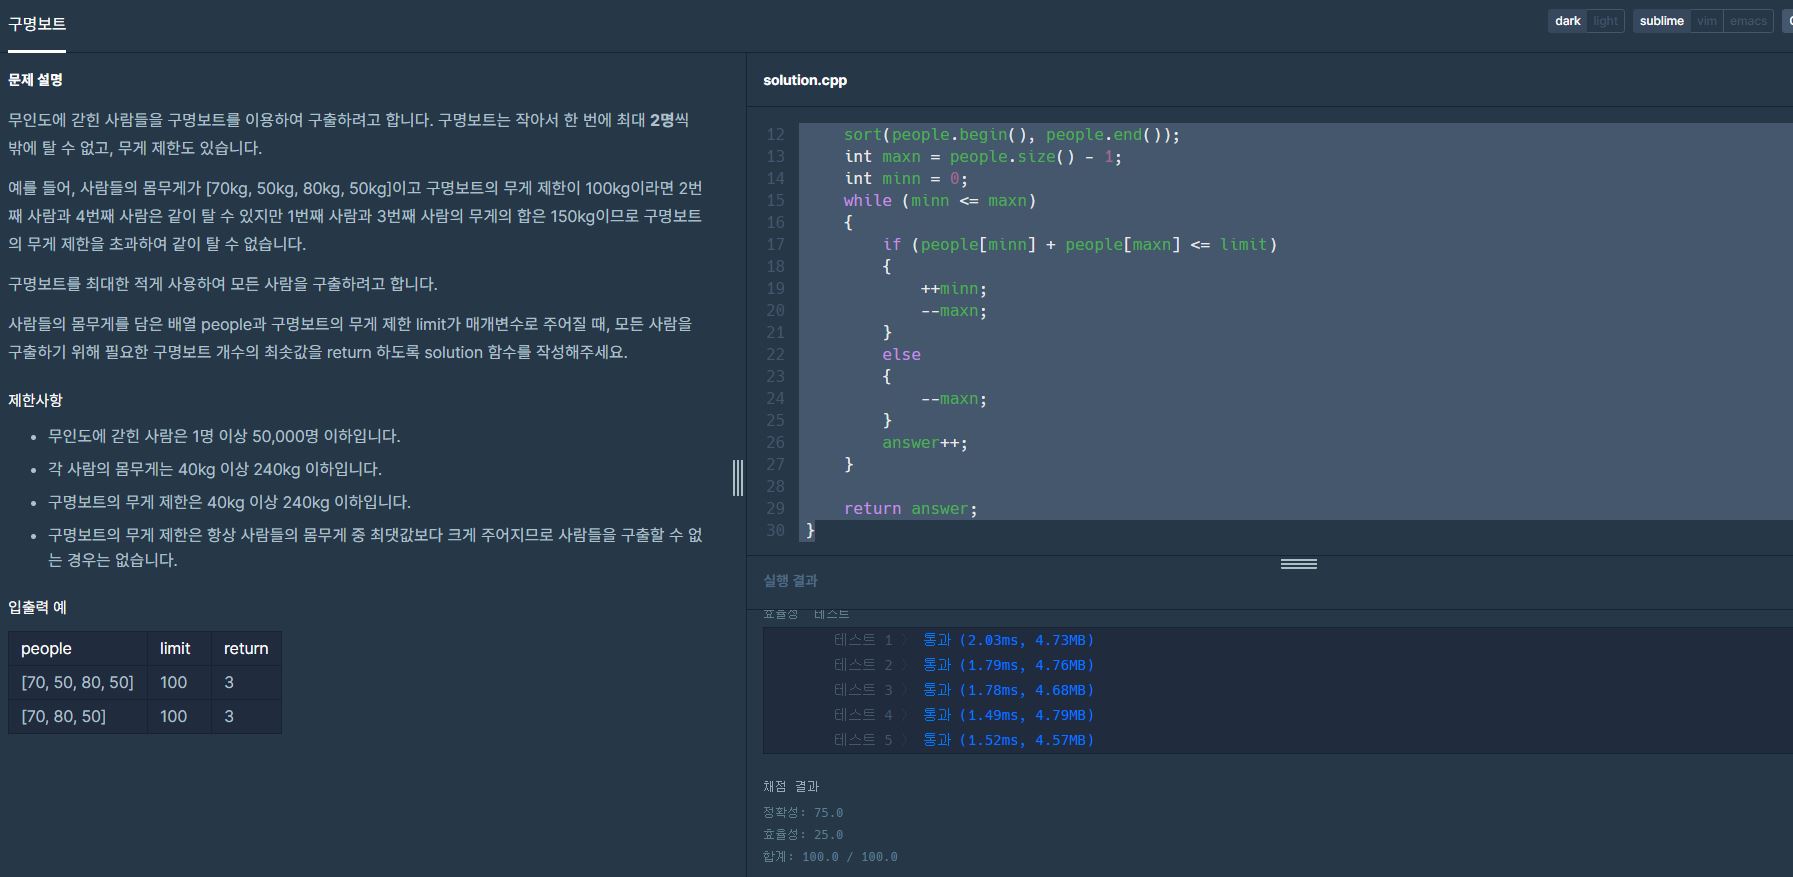 구명보트
dark light sublime vim emacs
문제 설명
무인도에 갇힌 사람들을 구명보트를 이용하여 구출하려고 합니다. 구명보트는 작아서 한 번에 최대 2명씩
밖에 탈 수 없고, 무게 제한도 있습니다.
예를 들어, 사람들의 몸무게가 [70kg, 50kg, 80kg, 50kg]이고 구명보트의 무게 제한이 100kg이라면 2번
째 사람과 4번째 사람은 같이 탈 수 있지만 1번째 사람과 3번째 사람의 무게의 합은 150kg이므로 구명보트
의 무게 제한을 초과하여 같이 탈 수 없습니다.
구명보트를 최대한 적게 사용하여 모든 사람을 구출하려고 합니다.
사람들의 몸무게를 담은 배열 people과 구명보트의 무게 제한 limit가 매개변수로 주어질 때, 모든 사람을
구출하기 위해 필요한 구명보트 개수의 최솟값을 return 하도록 solution 함수를 작성해주세요.
제한사항
• 무인도에 갇힌 사람은 1명 이상 50,000명 이하입니다.
• 각 사람의 몸무게는 40kg 이상 240kg 이하입니다.
• 구명보트의 무게 제한은 40kg 이상 240kg 이하입니다.
• 구명보트의 무게 제한은 항상 사람들의 몸무게 중 최댓값보다 크게 주어지므로 사람들을 구출할 수 없
는 경우는 없습니다.
입출력 예
people limit return
[70, 50, 80, 50] 100 3
[70, 80, 50] 100 3
solution.cpp
12 sort(people.begin(), people.end());
13 int maxn = people.size() - 1;
14 int minn = 0;
15 while (minn <= maxn)
16 {
17 if (people[minn] + people[maxn] <= limit)
18 {
19 ++minn;
20 --maxn;
21 }
22 else
23 {
24 --maxn;
25 }
26 answer++;
27 }
28
29 return answer;
30 }
실행 결과
효율성 테스트
테스트 1 〉 통과 (2.03ms, 4.73MB)
테스트 2 〉 통과 (1.79ms, 4.76MB)
테스트 3 〉 통과 (1.78ms, 4.68MB)
테스트 4 〉 통과 (1.49ms, 4.79MB)
테스트 5 〉 통과 (1.52ms, 4.57MB)
채점 결과
정확성: 75.0
효율성: 25.0
합계: 100.0 / 100.0